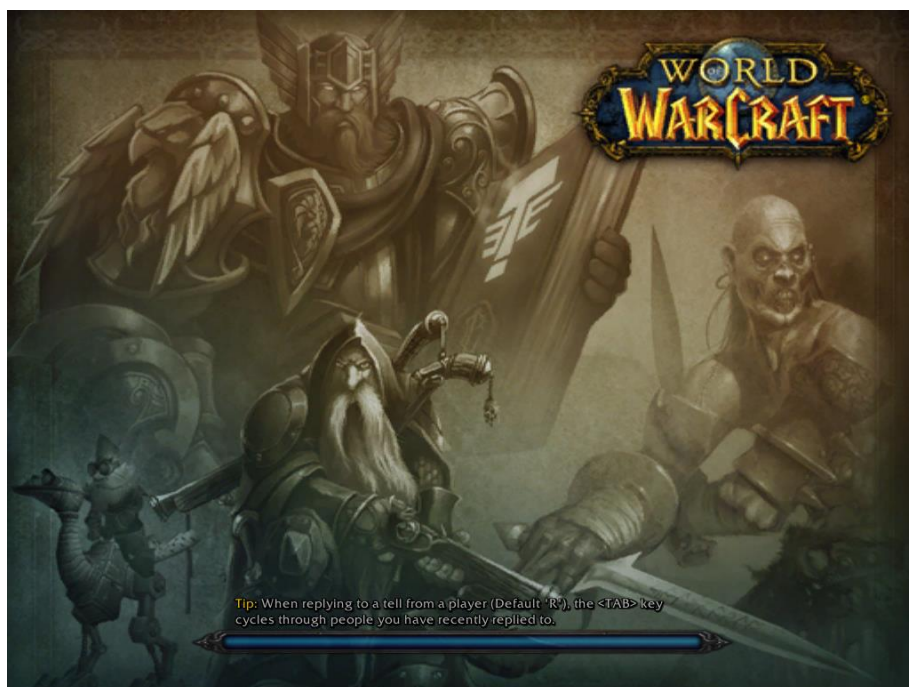 WORLD OF WARCRAFT®
Tip: When replying to a tell from a player (Default 'R'), the <TAB> key
cycles through people you have recently replied to.